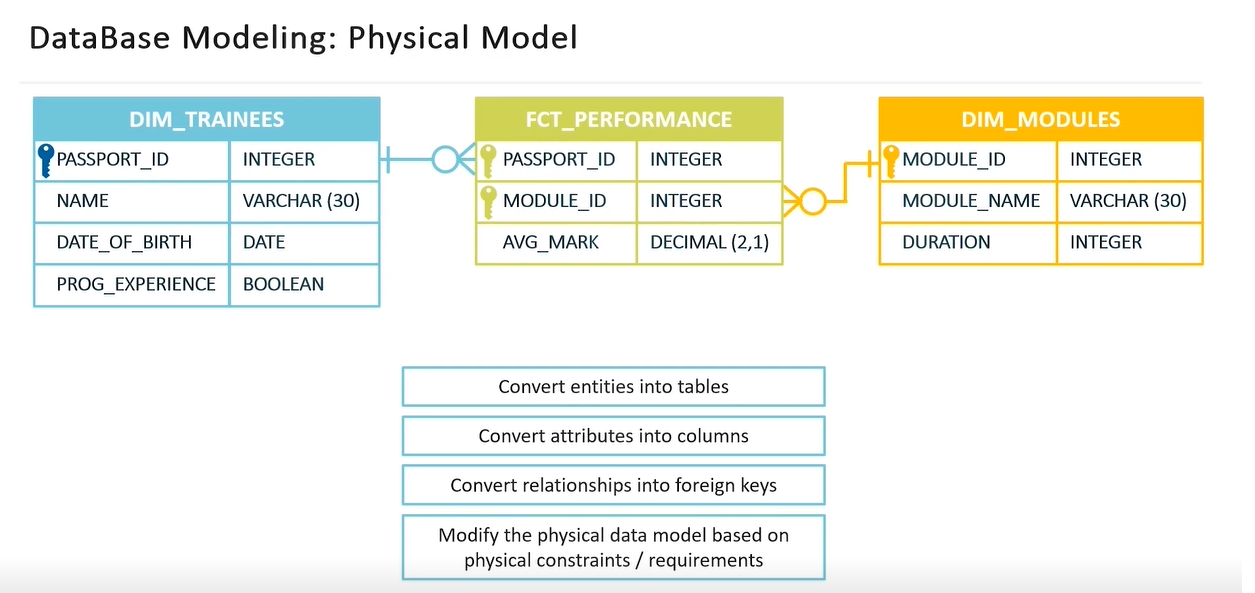 DataBase Modeling: Physical Model
DIM_TRAINEES
PASSPORT_ID INTEGER
NAME VARCHAR (30)
DATE_OF_BIRTH DATE
PROG_EXPERIENCE BOOLEAN
FCT_PERFORMANCE
PASSPORT_ID INTEGER
MODULE_ID INTEGER
AVG_MARK DECIMAL (2,1)
DIM_MODULES
MODULE_ID INTEGER
MODULE_NAME VARCHAR (30)
DURATION INTEGER
Convert entities into tables
Convert attributes into columns
Convert relationships into foreign keys
Modify the physical data model based on
physical constraints / requirements